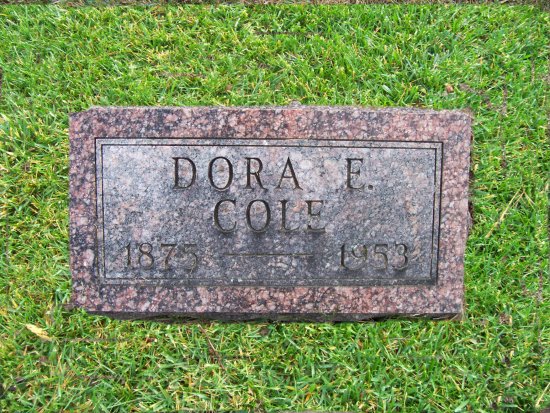 DORA E.
COLE
1875 — 1953